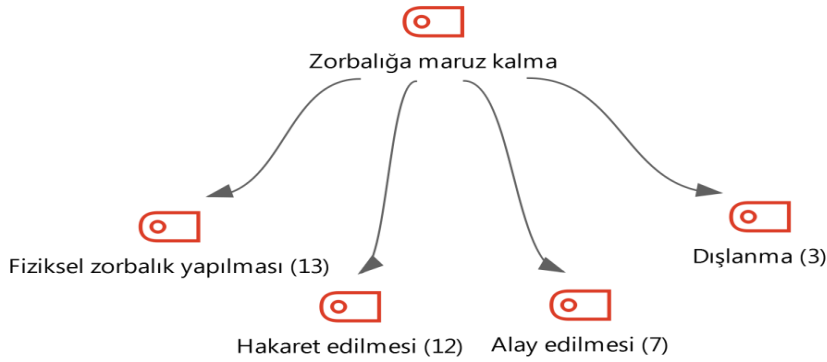 Zorbalığa maruz kalma
Fiziksel zorbalık yapılması (13)
Dışlanma (3)
Hakaret edilmesi (12)
Alay edilmesi (7)